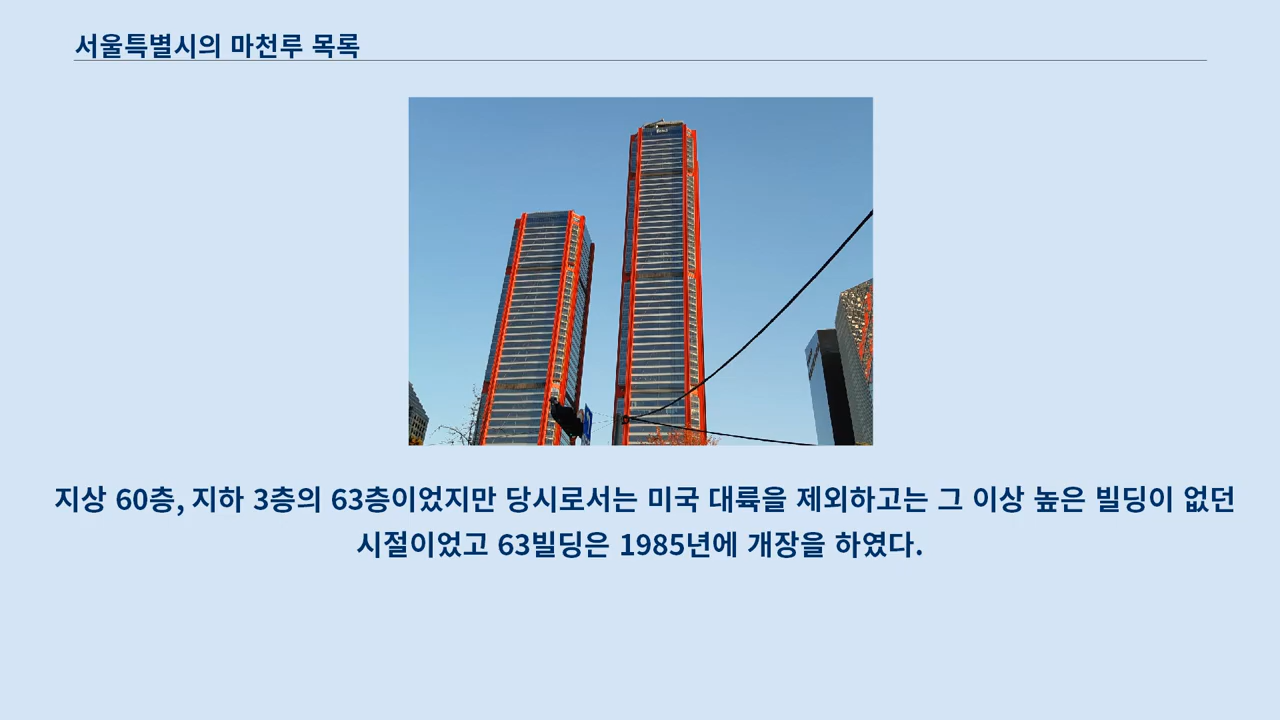 서울특별시의 마천루 목록
지상 60층, 지하 3층의 63층이었지만 당시로서는 미국 대륙을 제외하고는 그 이상 높은 빌딩이 없던
시절이었고 63빌딩은 1985년에 개장을 하였다.